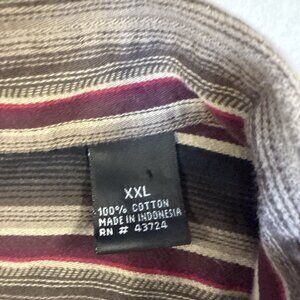 XXL
100% COTTON
MADE IN INDONESIA
RN # 43724